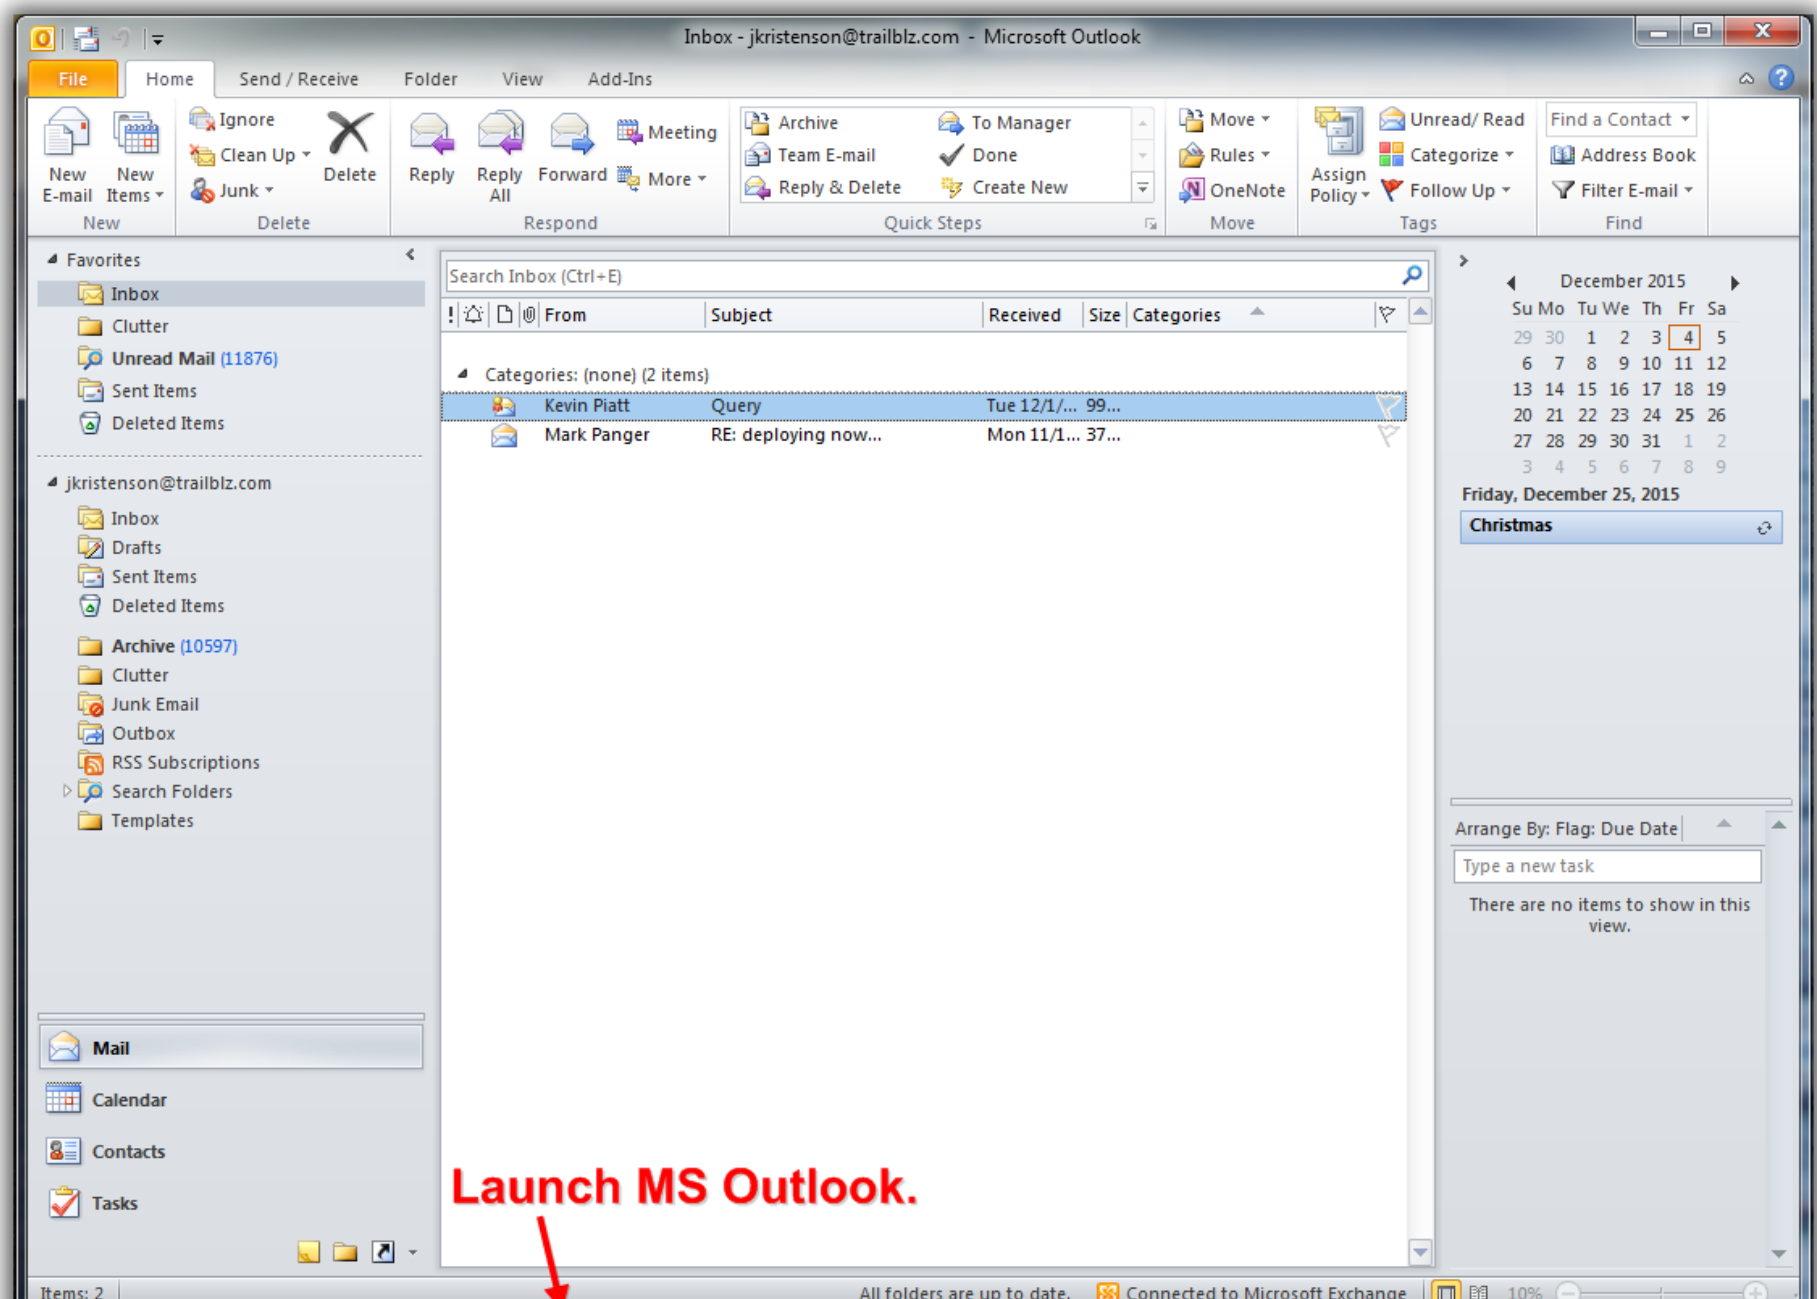 Inbox - jkristenson@trailblz.com - Microsoft Outlook
File Home Send / Receive Folder View Add-Ins
New E-mail
New Items
New
Ignore
Clean Up
Junk
Delete
Delete
Reply
Reply All
Forward
Meeting
More
Respond
Archive
Team E-mail
Reply & Delete
To Manager
Done
Create New
Quick Steps
Move
Rules
OneNote
Move
Assign Policy
Unread/ Read
Categorize
Follow Up
Tags
Find a Contact
Address Book
Filter E-mail
Find
Favorites
Inbox
Clutter
Unread Mail (11876)
Sent Items
Deleted Items
jkristenson@trailblz.com
Inbox
Drafts
Sent Items
Deleted Items
Archive (10597)
Clutter
Junk Email
Outbox
RSS Subscriptions
Search Folders
Templates
Mail
Calendar
Contacts
Tasks
Search Inbox (Ctrl+E)
! From Subject Received Size Categories
Categories: (none) (2 items)
Kevin Piatt Query Tue 12/1/... 99...
Mark Panger RE: deploying now... Mon 11/1... 37...
Launch MS Outlook.
December 2015
Su Mo Tu We Th Fr Sa
29 30 1 2 3 4 5
6 7 8 9 10 11 12
13 14 15 16 17 18 19
20 21 22 23 24 25 26
27 28 29 30 31 1 2
3 4 5 6 7 8 9
Friday, December 25, 2015
Christmas
Arrange By: Flag: Due Date
Type a new task
There are no items to show in this
view.
Items: 2 All folders are up to date. Connected to Microsoft Exchange 10%